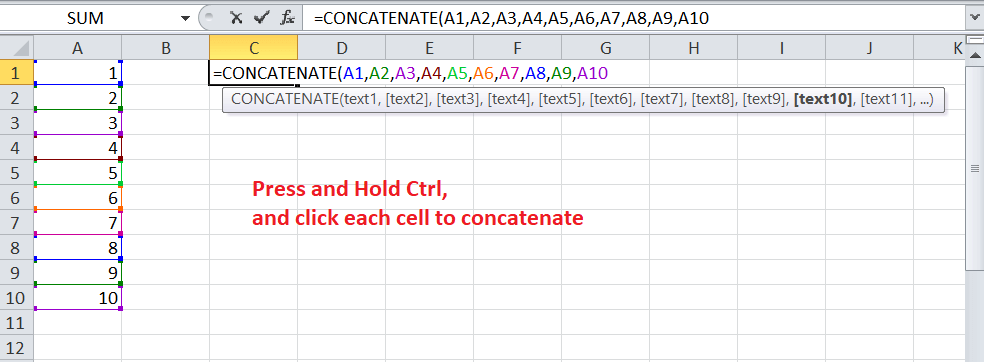 SUM fx =CONCATENATE(A1,A2,A3,A4,A5,A6,A7,A8,A9,A10
A B C D E F G H I J K
1 1 =CONCATENATE(A1,A2,A3,A4,A5,A6,A7,A8,A9,A10
2 2 CONCATENATE(text1, [text2], [text3], [text4], [text5], [text6], [text7], [text8], [text9], [text10], [text11], ...)
3 3
4 4
5 5
6 6 Press and Hold Ctrl,
7 7 and click each cell to concatenate
8 8
9 9
10 10
11
12